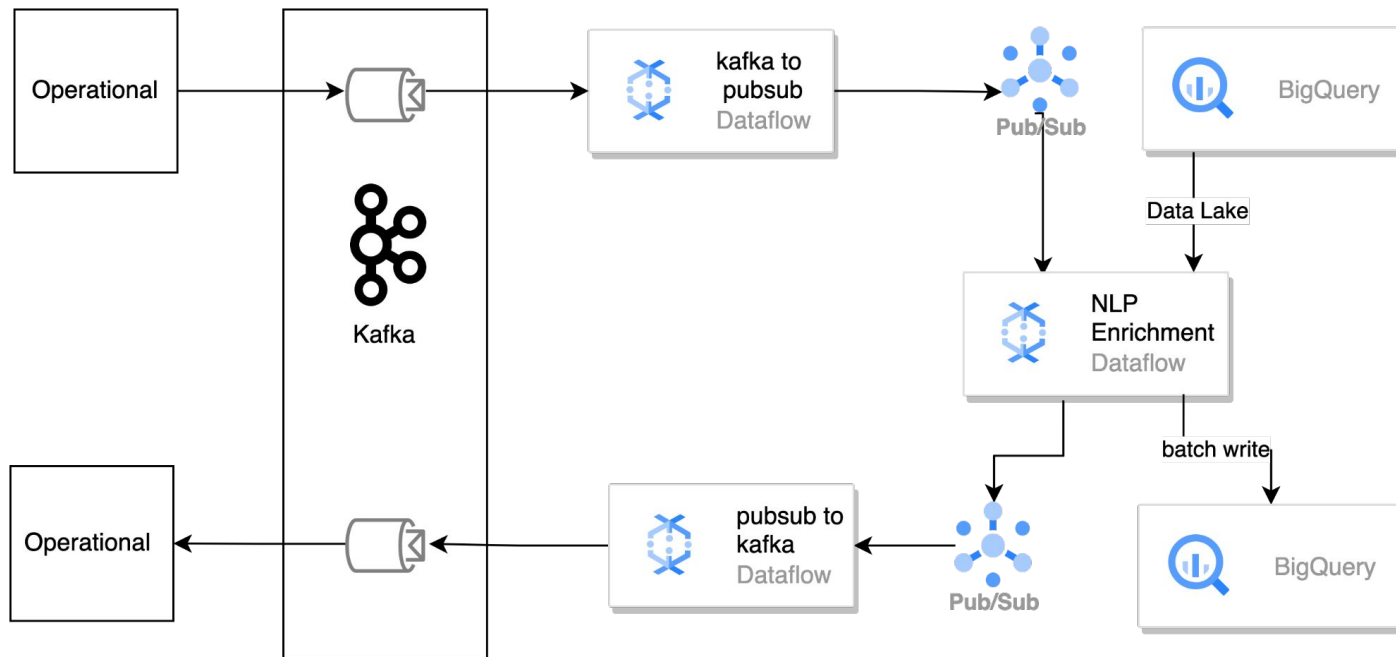 Operational
kafka to
pubsub
Dataflow
Pub/Sub
BigQuery
Data Lake
Kafka
NLP
Enrichment
Dataflow
batch write
Operational
pubsub to
kafka
Dataflow
Pub/Sub
BigQuery